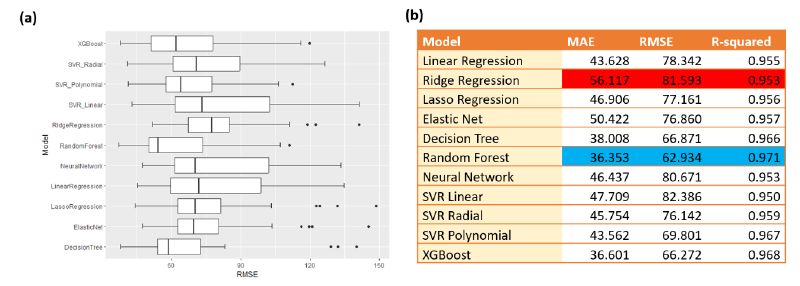 (a)
XGBoost
SVR_Radial
SVR_Polynomial
SVR_Linear
RidgeRegression
RandomForest
NeuralNetwork
LinearRegression
LassoRegression
ElasticNet
DecisionTree
Model
60 90 120 150
RMSE
(b)
Model MAE RMSE R-squared
Linear Regression 43.628 78.342 0.955
Ridge Regression 56.117 81.593 0.953
Lasso Regression 46.906 77.161 0.956
Elastic Net 50.422 76.860 0.957
Decision Tree 38.008 66.871 0.966
Random Forest 36.353 62.934 0.971
Neural Network 46.437 80.671 0.953
SVR Linear 47.709 82.386 0.950
SVR Radial 45.754 76.142 0.959
SVR Polynomial 43.562 69.801 0.967
XGBoost 36.601 66.272 0.968